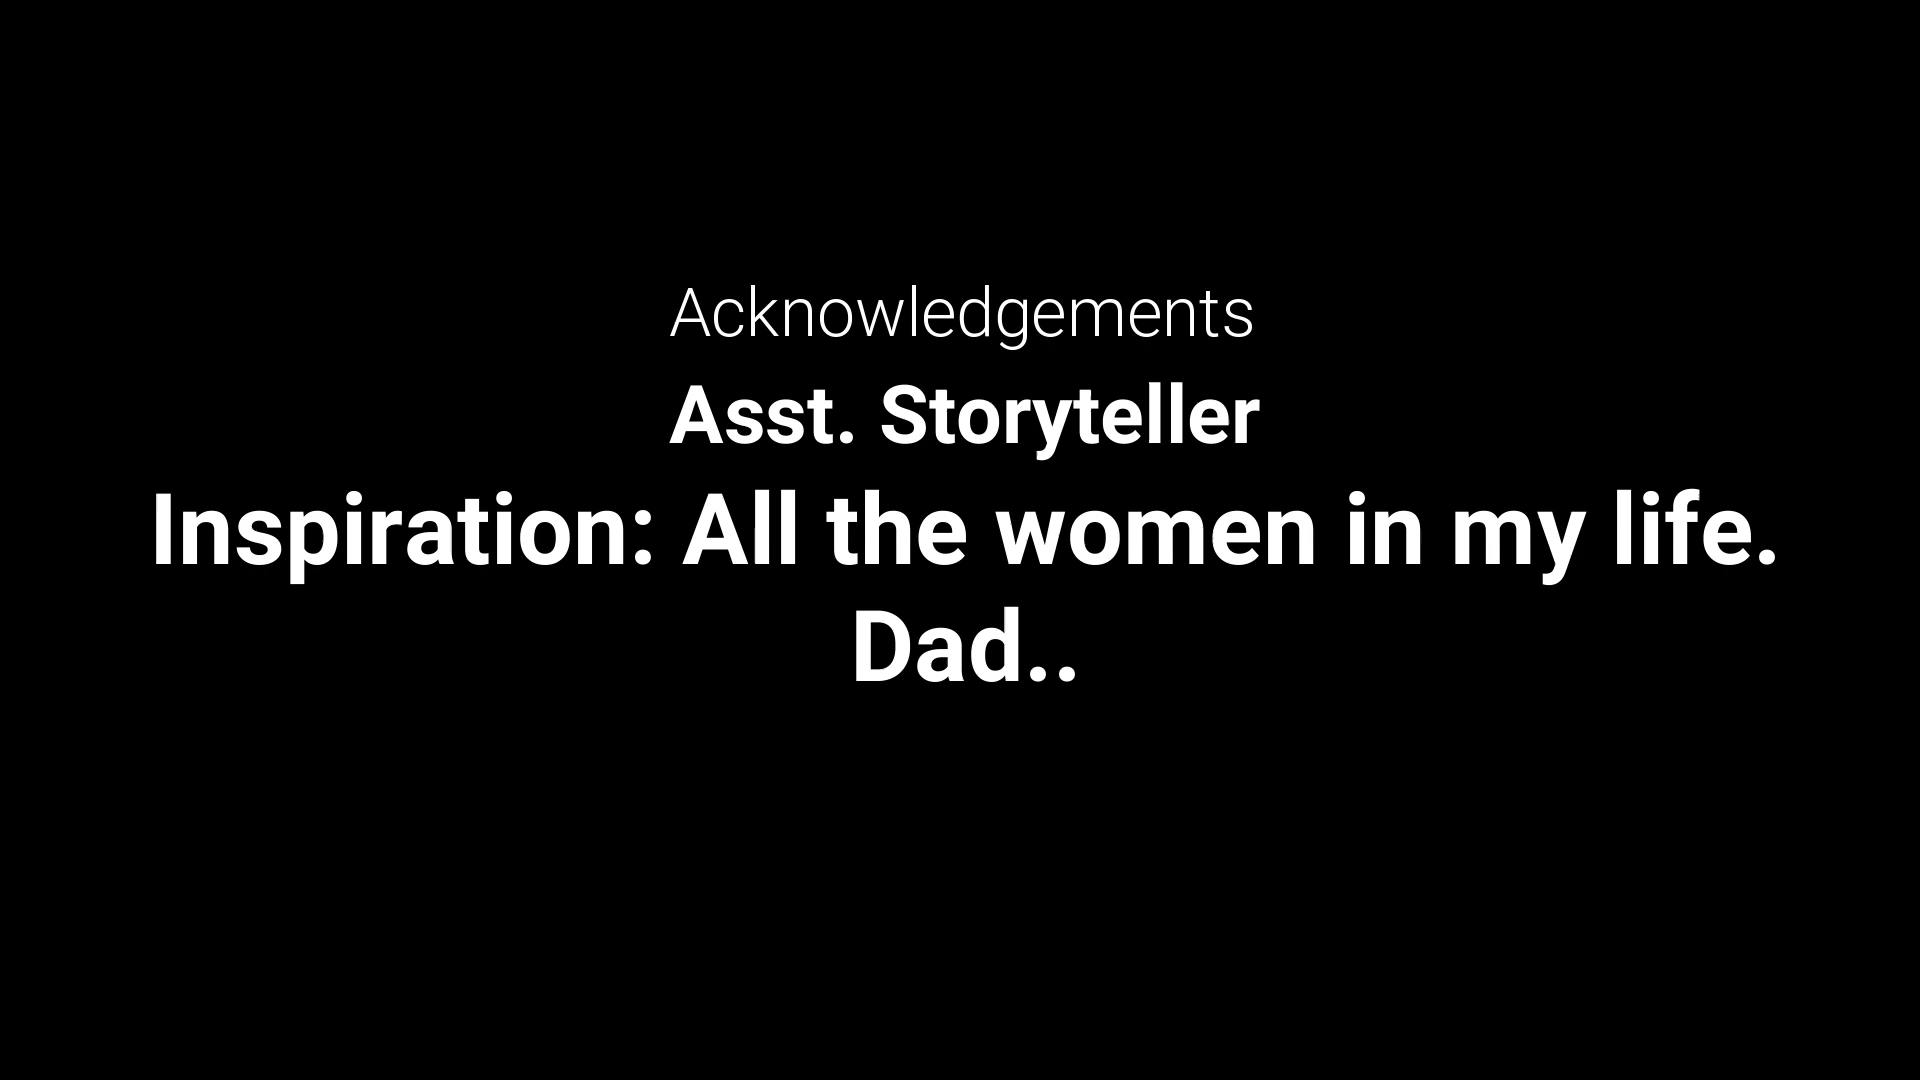 Acknowledgements
Asst. Storyteller
Inspiration: All the women in my life.
Dad..